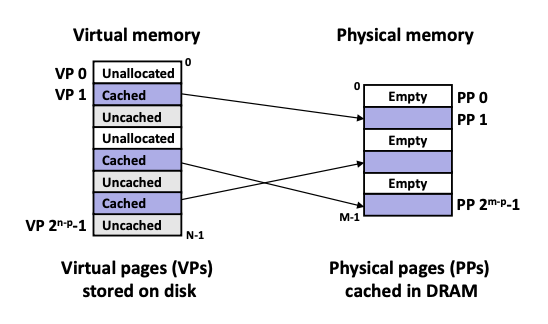 Virtual memory
Physical memory
0
VP 0 Unallocated
VP 1 Cached
Uncached
Unallocated
Cached
Uncached
Cached
VP 2ⁿ⁻ᵖ-1 Uncached
N-1
0
Empty PP 0
PP 1
Empty
Empty
PP 2ᵐ⁻ᵖ-1
M-1
Virtual pages (VPs)
stored on disk
Physical pages (PPs)
cached in DRAM